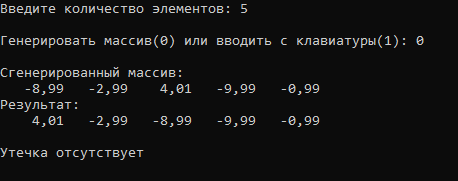 Введите количество элементов: 5
Генерировать массив(0) или вводить с клавиатуры(1): 0
Сгенерированный массив:
-8,99 -2,99 4,01 -9,99 -0,99
Результат:
4,01 -2,99 -8,99 -9,99 -0,99
Утечка отсутствует